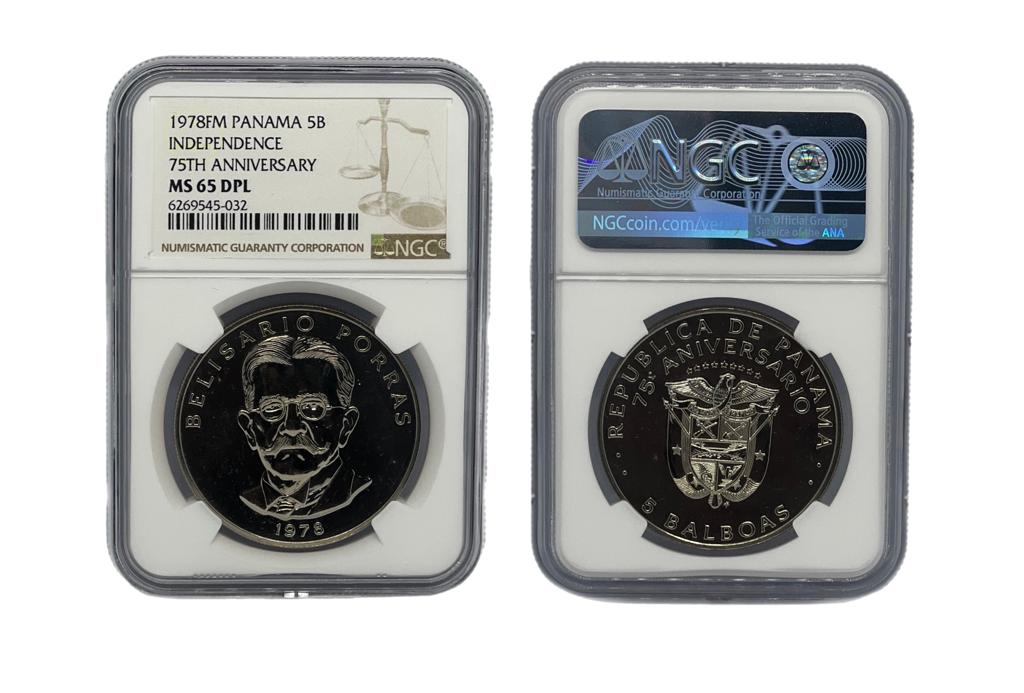 1978FM PANAMA 5B
INDEPENDENCE
75TH ANNIVERSARY
MS 65 DPL
6269545-032
NUMISMATIC GUARANTY CORPORATION
NGC®
BELISARIO PORRAS
1978
NGC
Numismatic Guaranty Corporation
NGCcoin.com/verify
The Official Grading
Service of the ANA
REPUBLICA DE PANAMA
75º ANIVERSARIO
5 BALBOAS